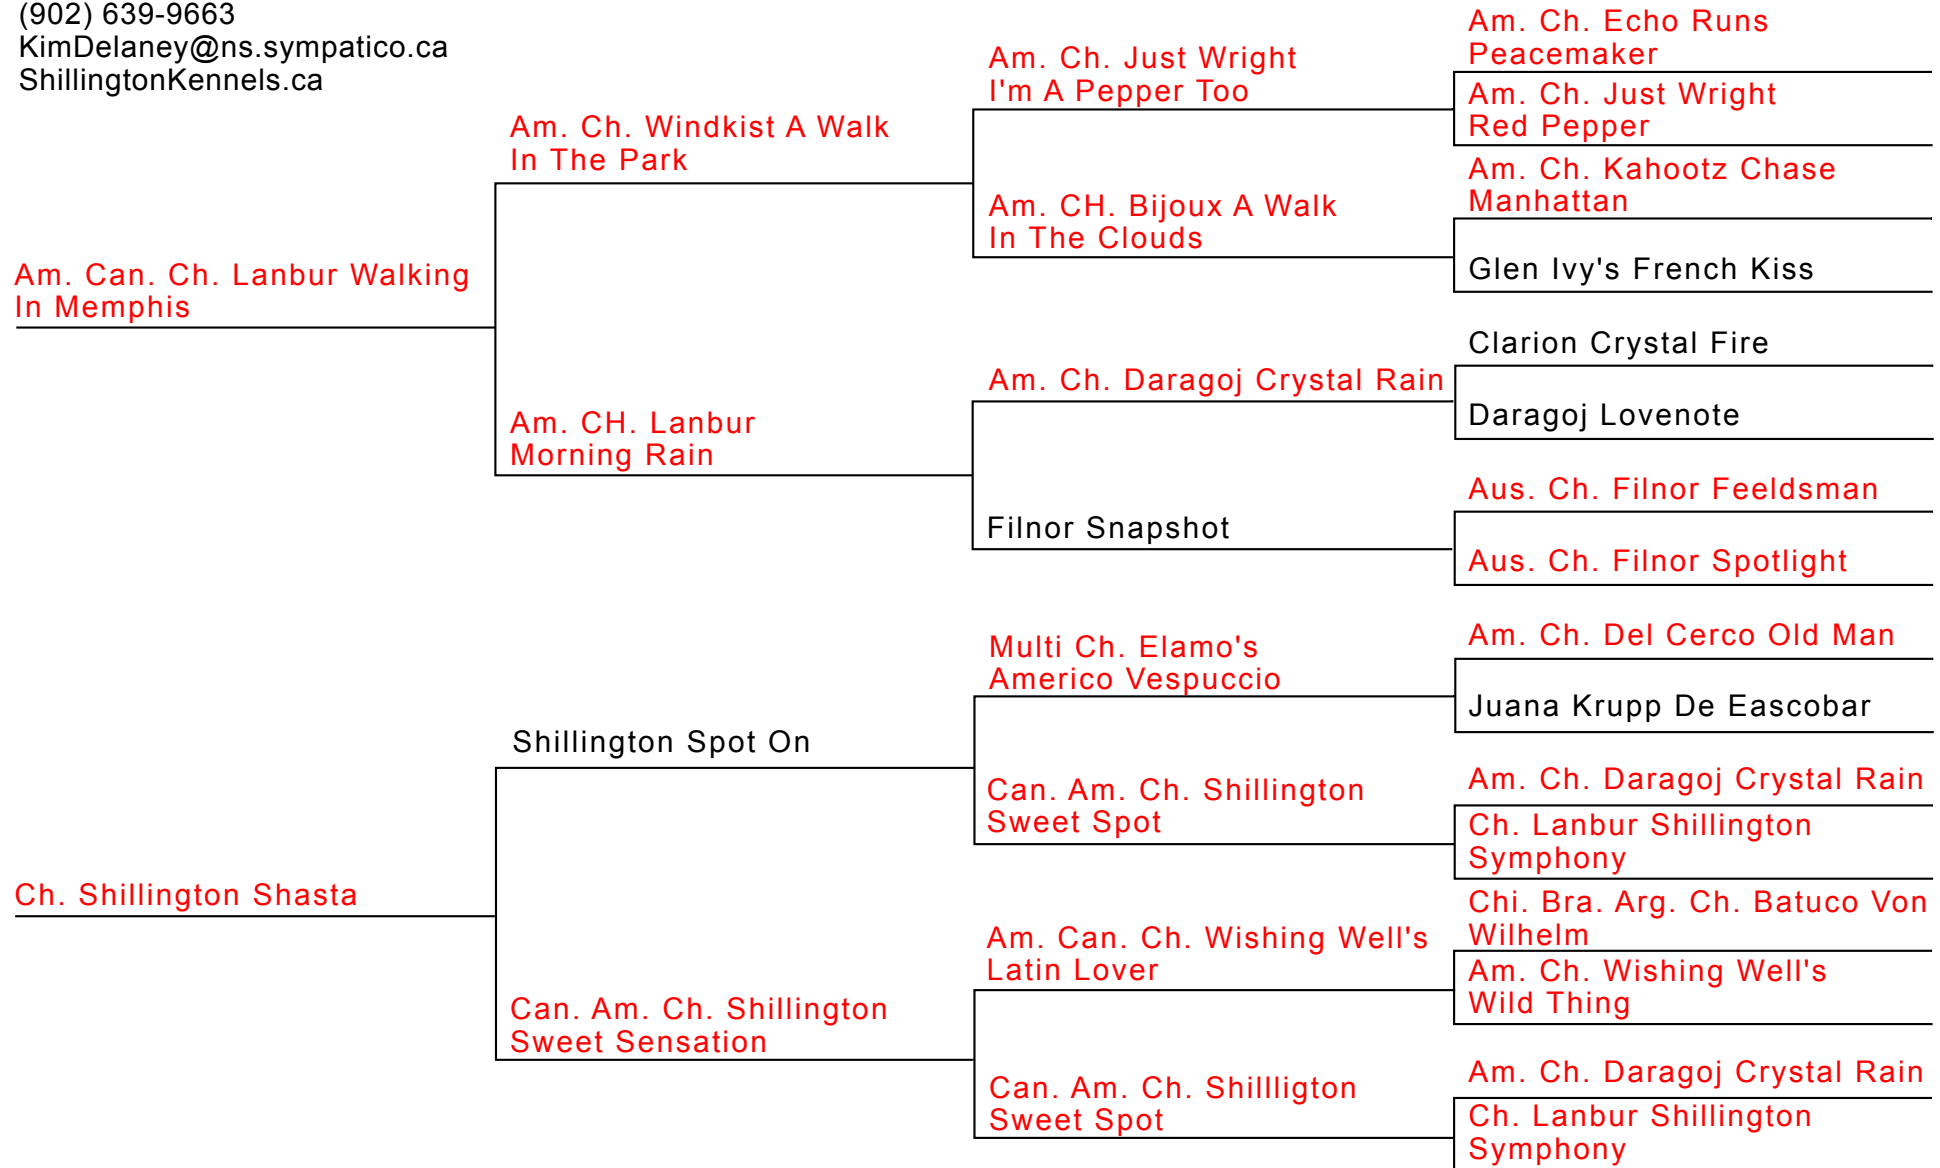 (902) 639-9663
KimDelaney@ns.sympatico.ca
ShillingtonKennels.ca
Am. Can. Ch. Lanbur Walking
In Memphis
Ch. Shillington Shasta
Am. Ch. Windkist A Walk
In The Park
Am. CH. Lanbur
Morning Rain
Shillington Spot On
Can. Am. Ch. Shillington
Sweet Sensation
Am. Ch. Just Wright
I'm A Pepper Too
Am. CH. Bijoux A Walk
In The Clouds
Am. Ch. Daragoj Crystal Rain
Filnor Snapshot
Multi Ch. Elamo's
Americo Vespuccio
Can. Am. Ch. Shillington
Sweet Spot
Am. Can. Ch. Wishing Well's
Latin Lover
Can. Am. Ch. Shillligton
Sweet Spot
Am. Ch. Echo Runs
Peacemaker
Am. Ch. Just Wright
Red Pepper
Am. Ch. Kahootz Chase
Manhattan
Glen Ivy's French Kiss
Clarion Crystal Fire
Daragoj Lovenote
Aus. Ch. Filnor Feeldsman
Aus. Ch. Filnor Spotlight
Am. Ch. Del Cerco Old Man
Juana Krupp De Eascobar
Am. Ch. Daragoj Crystal Rain
Ch. Lanbur Shillington
Symphony
Chi. Bra. Arg. Ch. Batuco Von
Wilhelm
Am. Ch. Wishing Well's
Wild Thing
Am. Ch. Daragoj Crystal Rain
Ch. Lanbur Shillington
Symphony